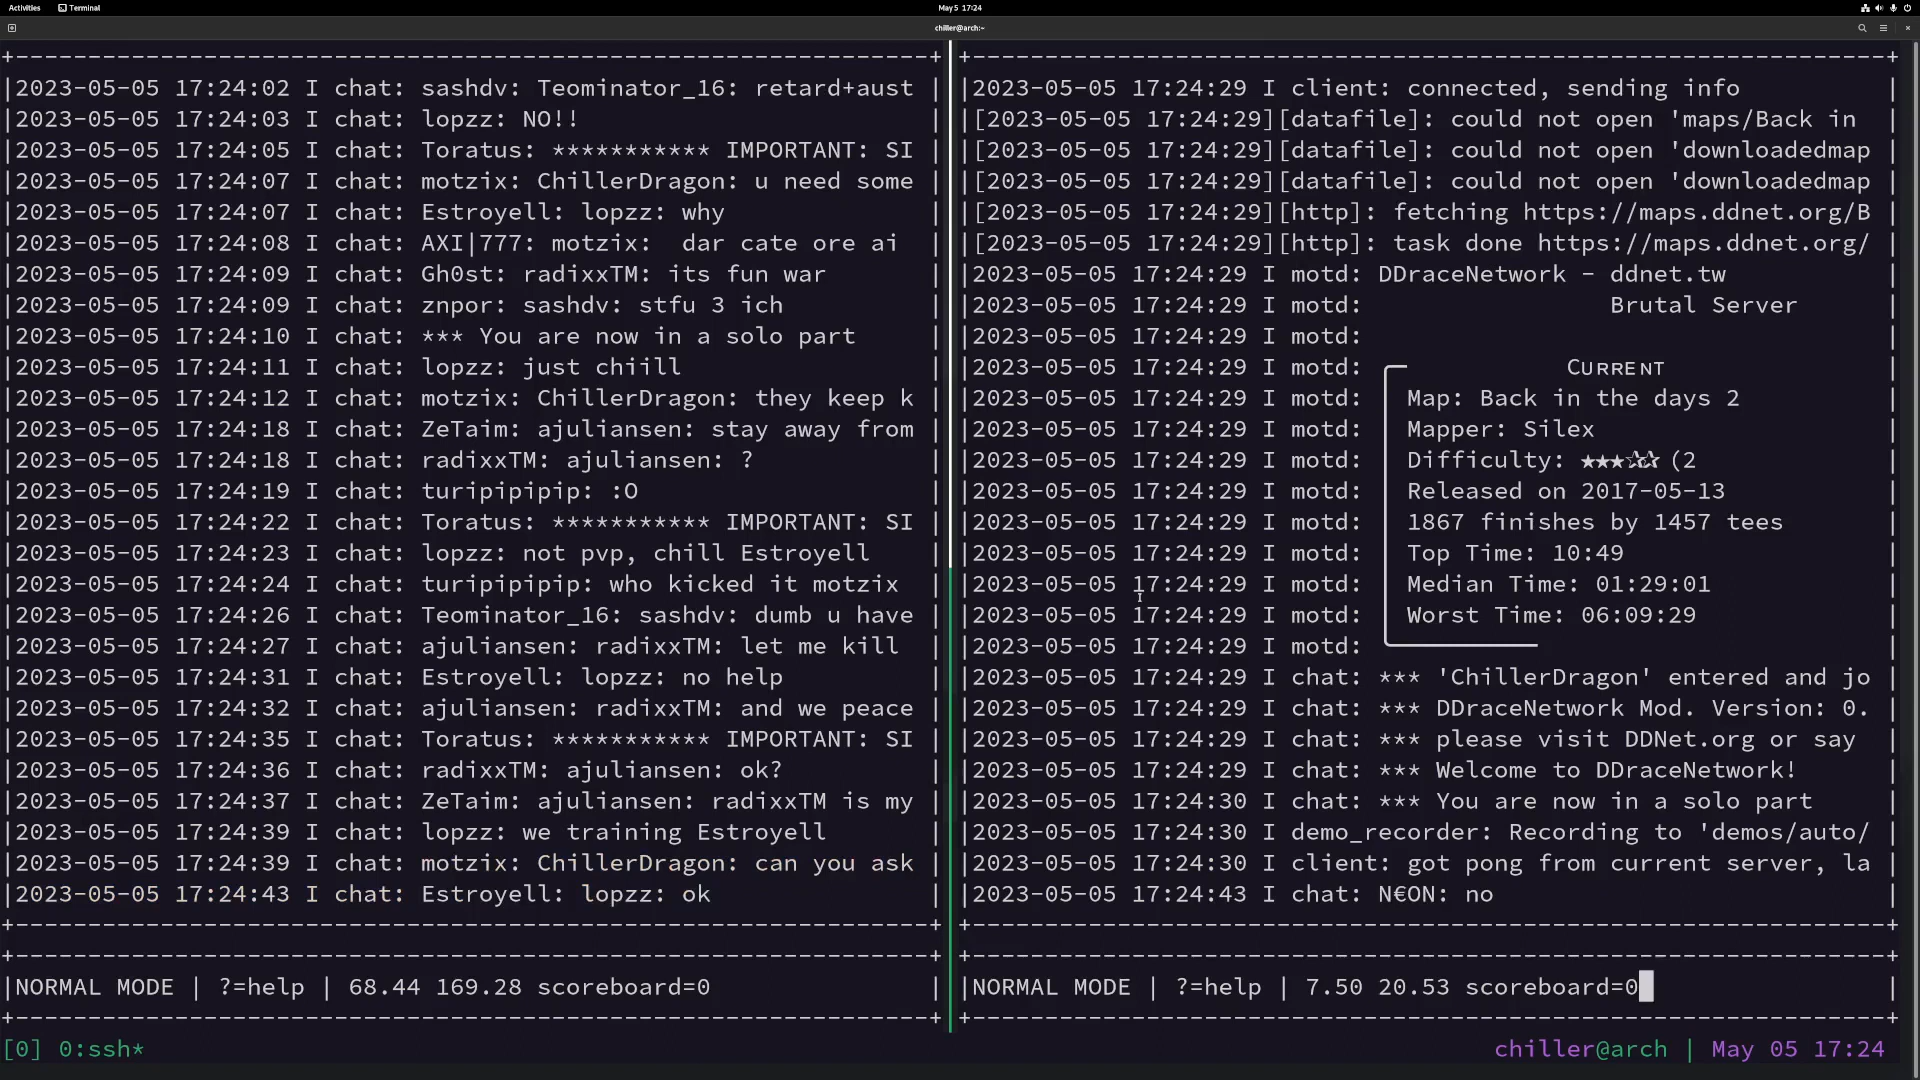 Activities Terminal May 5 17:24
chiller@arch:~
+----------------------------------------------------------------+
|2023-05-05 17:24:02 I chat: sashdv: Teominator_16: retard+aust |
|2023-05-05 17:24:03 I chat: lopzz: NO!! |
|2023-05-05 17:24:05 I chat: Toratus: *********** IMPORTANT: SI |
|2023-05-05 17:24:07 I chat: motzix: ChillerDragon: u need some |
|2023-05-05 17:24:07 I chat: Estroyell: lopzz: why |
|2023-05-05 17:24:08 I chat: AXI|777: motzix:  dar cate ore ai |
|2023-05-05 17:24:09 I chat: Gh0st: radixxTM: its fun war |
|2023-05-05 17:24:09 I chat: znpor: sashdv: stfu 3 ich |
|2023-05-05 17:24:10 I chat: *** You are now in a solo part |
|2023-05-05 17:24:11 I chat: lopzz: just chiill |
|2023-05-05 17:24:12 I chat: motzix: ChillerDragon: they keep k |
|2023-05-05 17:24:18 I chat: ZeTaim: ajuliansen: stay away from |
|2023-05-05 17:24:18 I chat: radixxTM: ajuliansen: ? |
|2023-05-05 17:24:19 I chat: turipipipip: :O |
|2023-05-05 17:24:22 I chat: Toratus: *********** IMPORTANT: SI |
|2023-05-05 17:24:23 I chat: lopzz: not pvp, chill Estroyell |
|2023-05-05 17:24:24 I chat: turipipipip: who kicked it motzix |
|2023-05-05 17:24:26 I chat: Teominator_16: sashdv: dumb u have |
|2023-05-05 17:24:27 I chat: ajuliansen: radixxTM: let me kill |
|2023-05-05 17:24:31 I chat: Estroyell: lopzz: no help |
|2023-05-05 17:24:32 I chat: ajuliansen: radixxTM: and we peace |
|2023-05-05 17:24:35 I chat: Toratus: *********** IMPORTANT: SI |
|2023-05-05 17:24:36 I chat: radixxTM: ajuliansen: ok? |
|2023-05-05 17:24:37 I chat: ZeTaim: ajuliansen: radixxTM is my |
|2023-05-05 17:24:39 I chat: lopzz: we training Estroyell |
|2023-05-05 17:24:39 I chat: motzix: ChillerDragon: can you ask |
|2023-05-05 17:24:43 I chat: Estroyell: lopzz: ok |
+----------------------------------------------------------------+
+----------------------------------------------------------------+
|NORMAL MODE | ?=help | 68.44 169.28 scoreboard=0 |
+----------------------------------------------------------------+
+----------------------------------------------------------------+
|2023-05-05 17:24:29 I client: connected, sending info |
|[2023-05-05 17:24:29][datafile]: could not open 'maps/Back in |
|[2023-05-05 17:24:29][datafile]: could not open 'downloadedmap |
|[2023-05-05 17:24:29][datafile]: could not open 'downloadedmap |
|[2023-05-05 17:24:29][http]: fetching https://maps.ddnet.org/B |
|[2023-05-05 17:24:29][http]: task done https://maps.ddnet.org/ |
|2023-05-05 17:24:29 I motd: DDraceNetwork - ddnet.tw |
|2023-05-05 17:24:29 I motd: Brutal Server |
|2023-05-05 17:24:29 I motd: |
|2023-05-05 17:24:29 I motd: ╭─ Cᴜʀʀᴇɴᴛ |
|2023-05-05 17:24:29 I motd: │ Map: Back in the days 2 |
|2023-05-05 17:24:29 I motd: │ Mapper: Silex |
|2023-05-05 17:24:29 I motd: │ Difficulty: ★★★✰✰ (2 |
|2023-05-05 17:24:29 I motd: │ Released on 2017-05-13 |
|2023-05-05 17:24:29 I motd: │ 1867 finishes by 1457 tees |
|2023-05-05 17:24:29 I motd: │ Top Time: 10:49 |
|2023-05-05 17:24:29 I motd: │ Median Time: 01:29:01 |
|2023-05-05 17:24:29 I motd: │ Worst Time: 06:09:29 |
|2023-05-05 17:24:29 I motd: ╰────────── |
|2023-05-05 17:24:29 I chat: *** 'ChillerDragon' entered and jo |
|2023-05-05 17:24:29 I chat: *** DDraceNetwork Mod. Version: 0. |
|2023-05-05 17:24:29 I chat: *** please visit DDNet.org or say |
|2023-05-05 17:24:29 I chat: *** Welcome to DDraceNetwork! |
|2023-05-05 17:24:30 I chat: *** You are now in a solo part |
|2023-05-05 17:24:30 I demo_recorder: Recording to 'demos/auto/ |
|2023-05-05 17:24:30 I client: got pong from current server, la |
|2023-05-05 17:24:43 I chat: N€ON: no |
+----------------------------------------------------------------+
+----------------------------------------------------------------+
|NORMAL MODE | ?=help | 7.50 20.53 scoreboard=0 |
+----------------------------------------------------------------+
[0] 0:ssh* chiller@arch | May 05 17:24